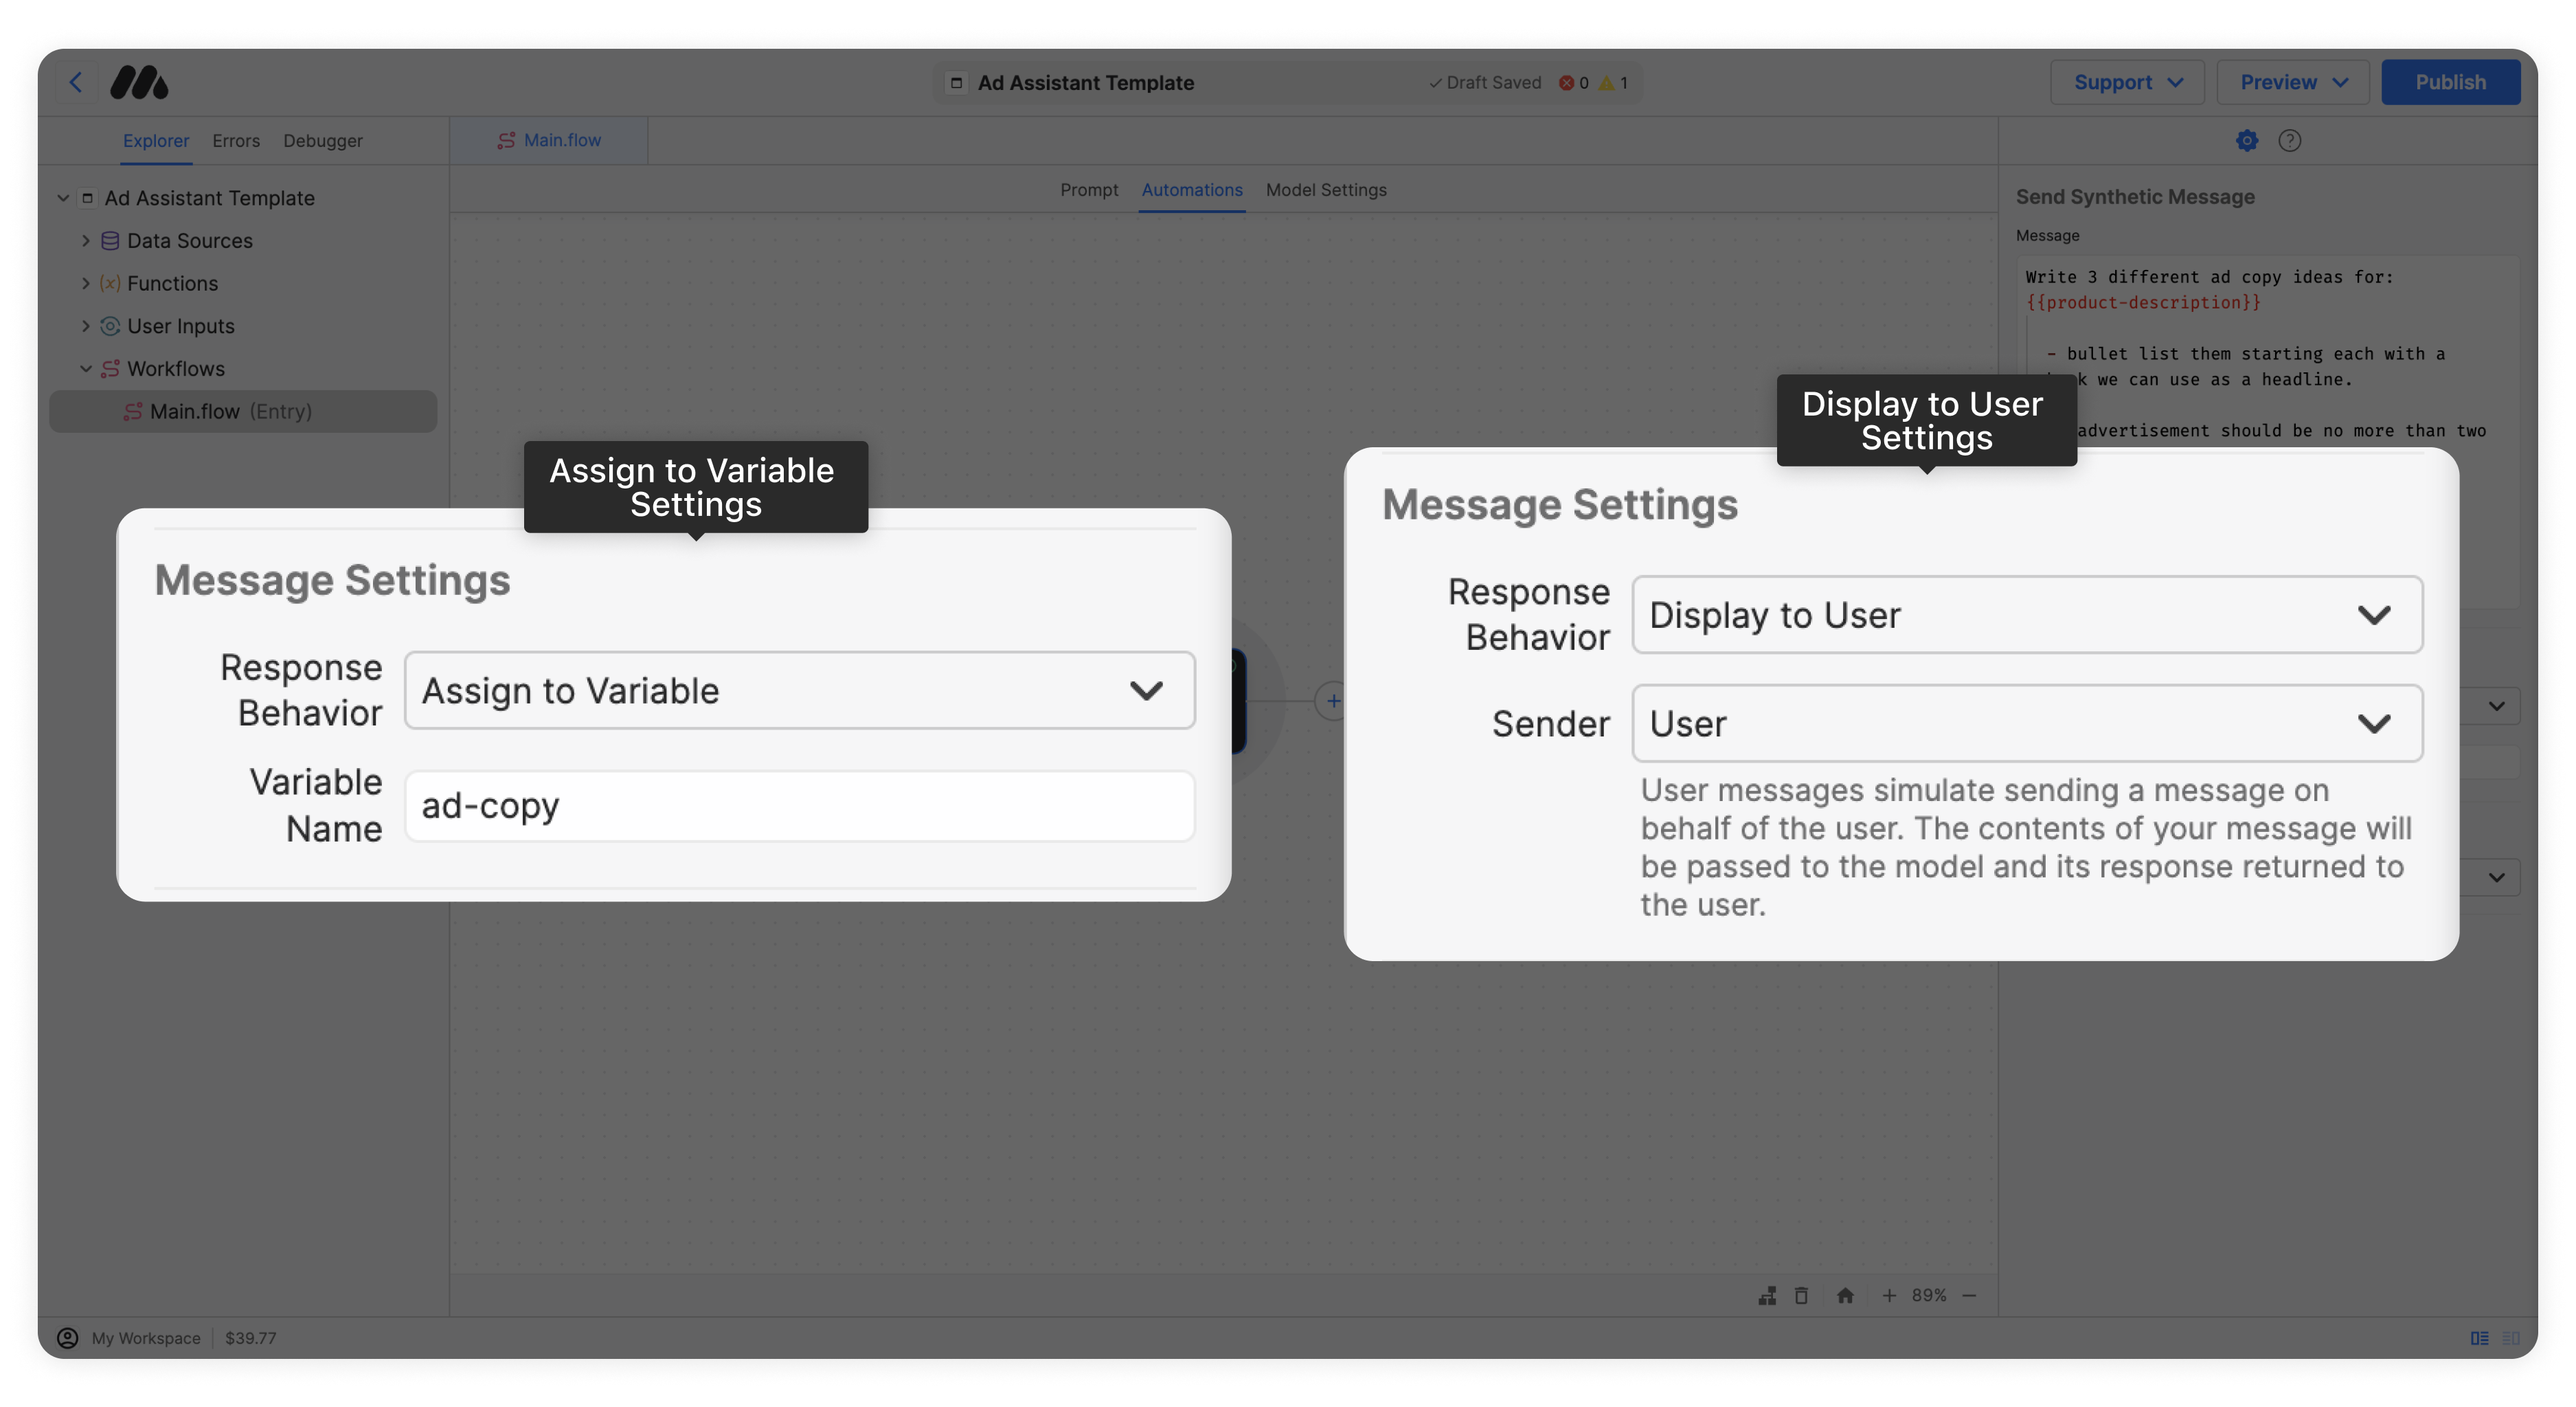 Ad Assistant Template
Draft Saved
0
1
Support
Preview
Publish
Explorer
Errors
Debugger
Main.flow
Prompt
Automations
Model Settings
Ad Assistant Template
Data Sources
Functions
User Inputs
Workflows
Main.flow (Entry)
Send Synthetic Message
Message
Write 3 different ad copy ideas for:
{{product-description}}
- bullet list them starting each with a
we can use as a headline.
advertisement should be no more than two
Assign to Variable
Settings
Message Settings
Response
Behavior
Assign to Variable
Variable
Name
ad-copy
Display to User
Settings
Message Settings
Response
Behavior
Display to User
Sender
User
User messages simulate sending a message on
behalf of the user. The contents of your message will
be passed to the model and its response returned to
the user.
89%
My Workspace
$39.77